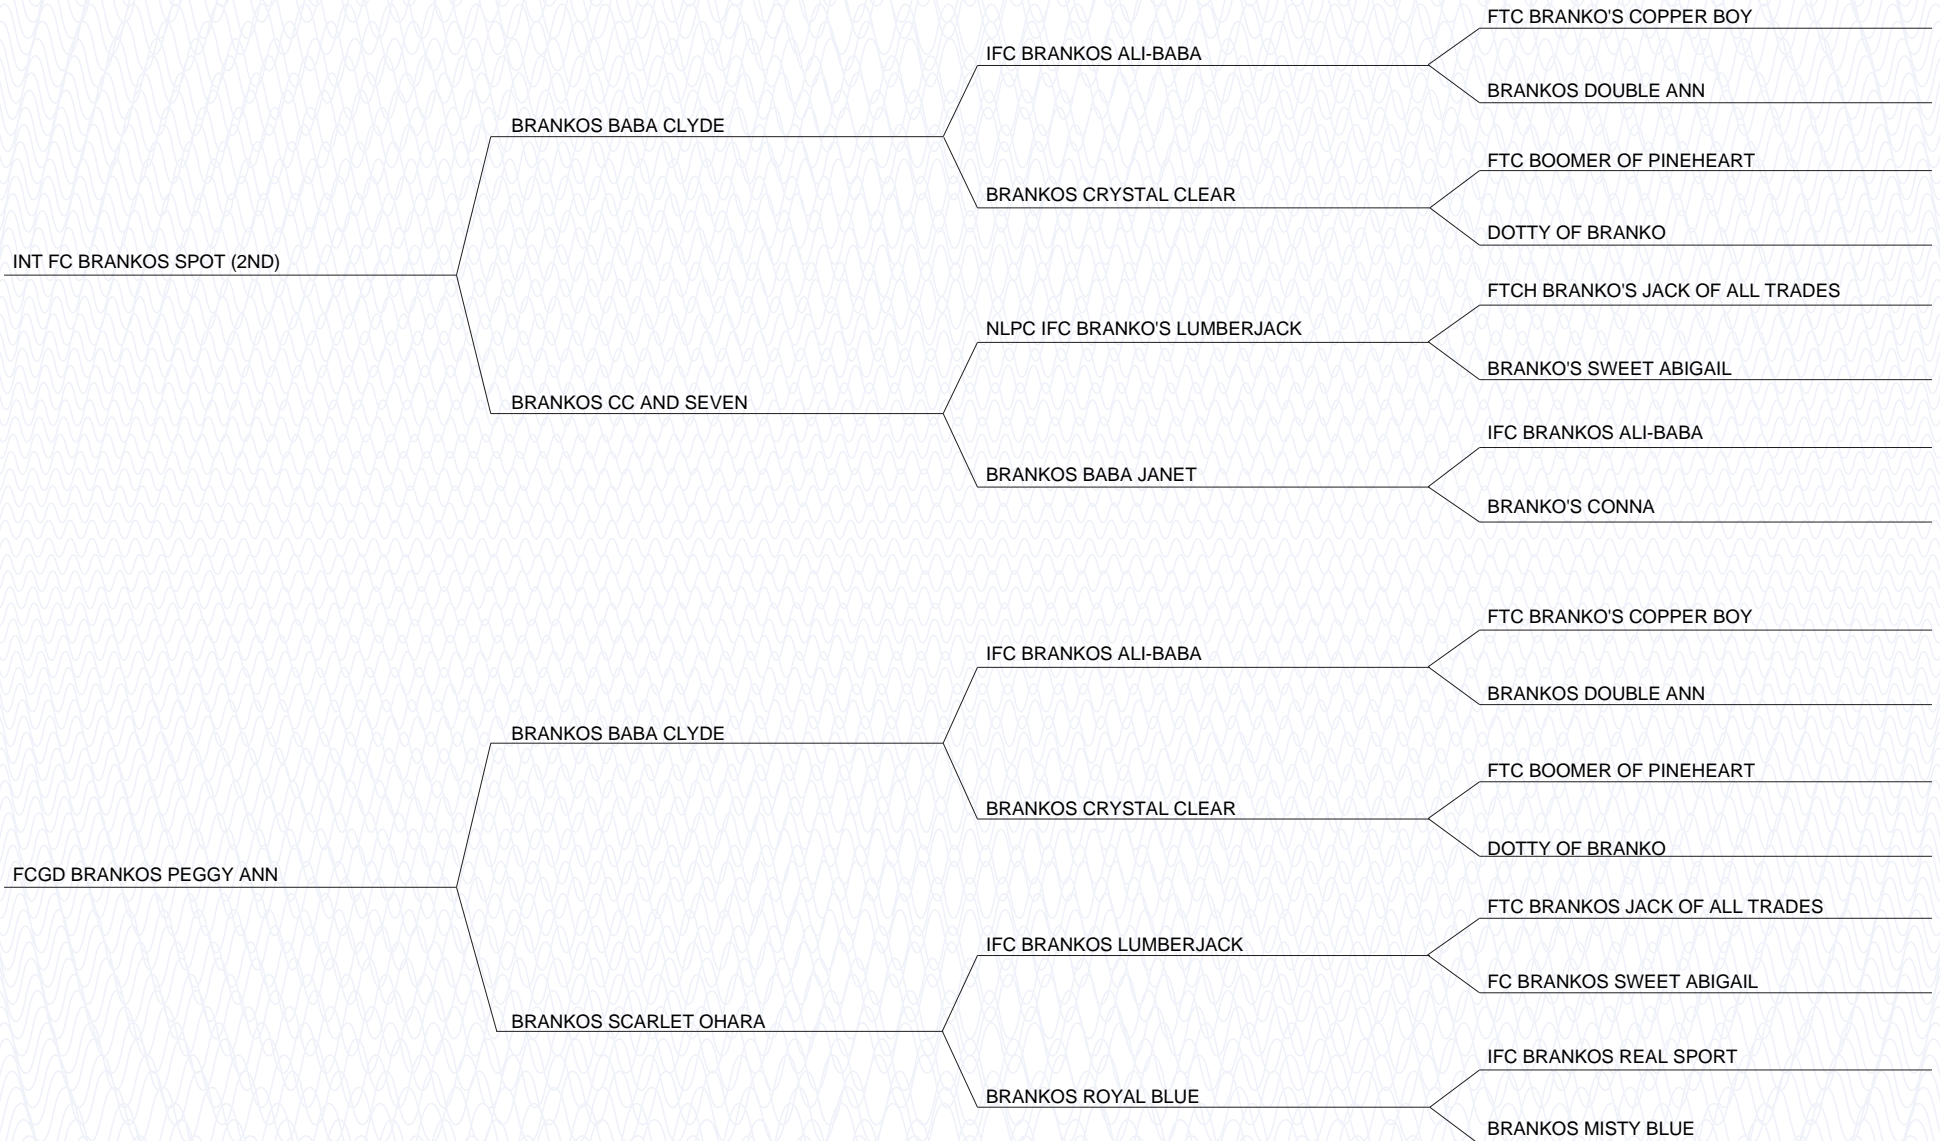 FTC BRANKO'S COPPER BOY
IFC BRANKOS ALI-BABA
BRANKOS DOUBLE ANN
BRANKOS BABA CLYDE
FTC BOOMER OF PINEHEART
BRANKOS CRYSTAL CLEAR
DOTTY OF BRANKO
INT FC BRANKOS SPOT (2ND)
FTCH BRANKO'S JACK OF ALL TRADES
NLPC IFC BRANKO'S LUMBERJACK
BRANKO'S SWEET ABIGAIL
BRANKOS CC AND SEVEN
IFC BRANKOS ALI-BABA
BRANKOS BABA JANET
BRANKO'S CONNA
FTC BRANKO'S COPPER BOY
IFC BRANKOS ALI-BABA
BRANKOS DOUBLE ANN
BRANKOS BABA CLYDE
FTC BOOMER OF PINEHEART
BRANKOS CRYSTAL CLEAR
DOTTY OF BRANKO
FCGD BRANKOS PEGGY ANN
FTC BRANKOS JACK OF ALL TRADES
IFC BRANKOS LUMBERJACK
FC BRANKOS SWEET ABIGAIL
BRANKOS SCARLET OHARA
IFC BRANKOS REAL SPORT
BRANKOS ROYAL BLUE
BRANKOS MISTY BLUE